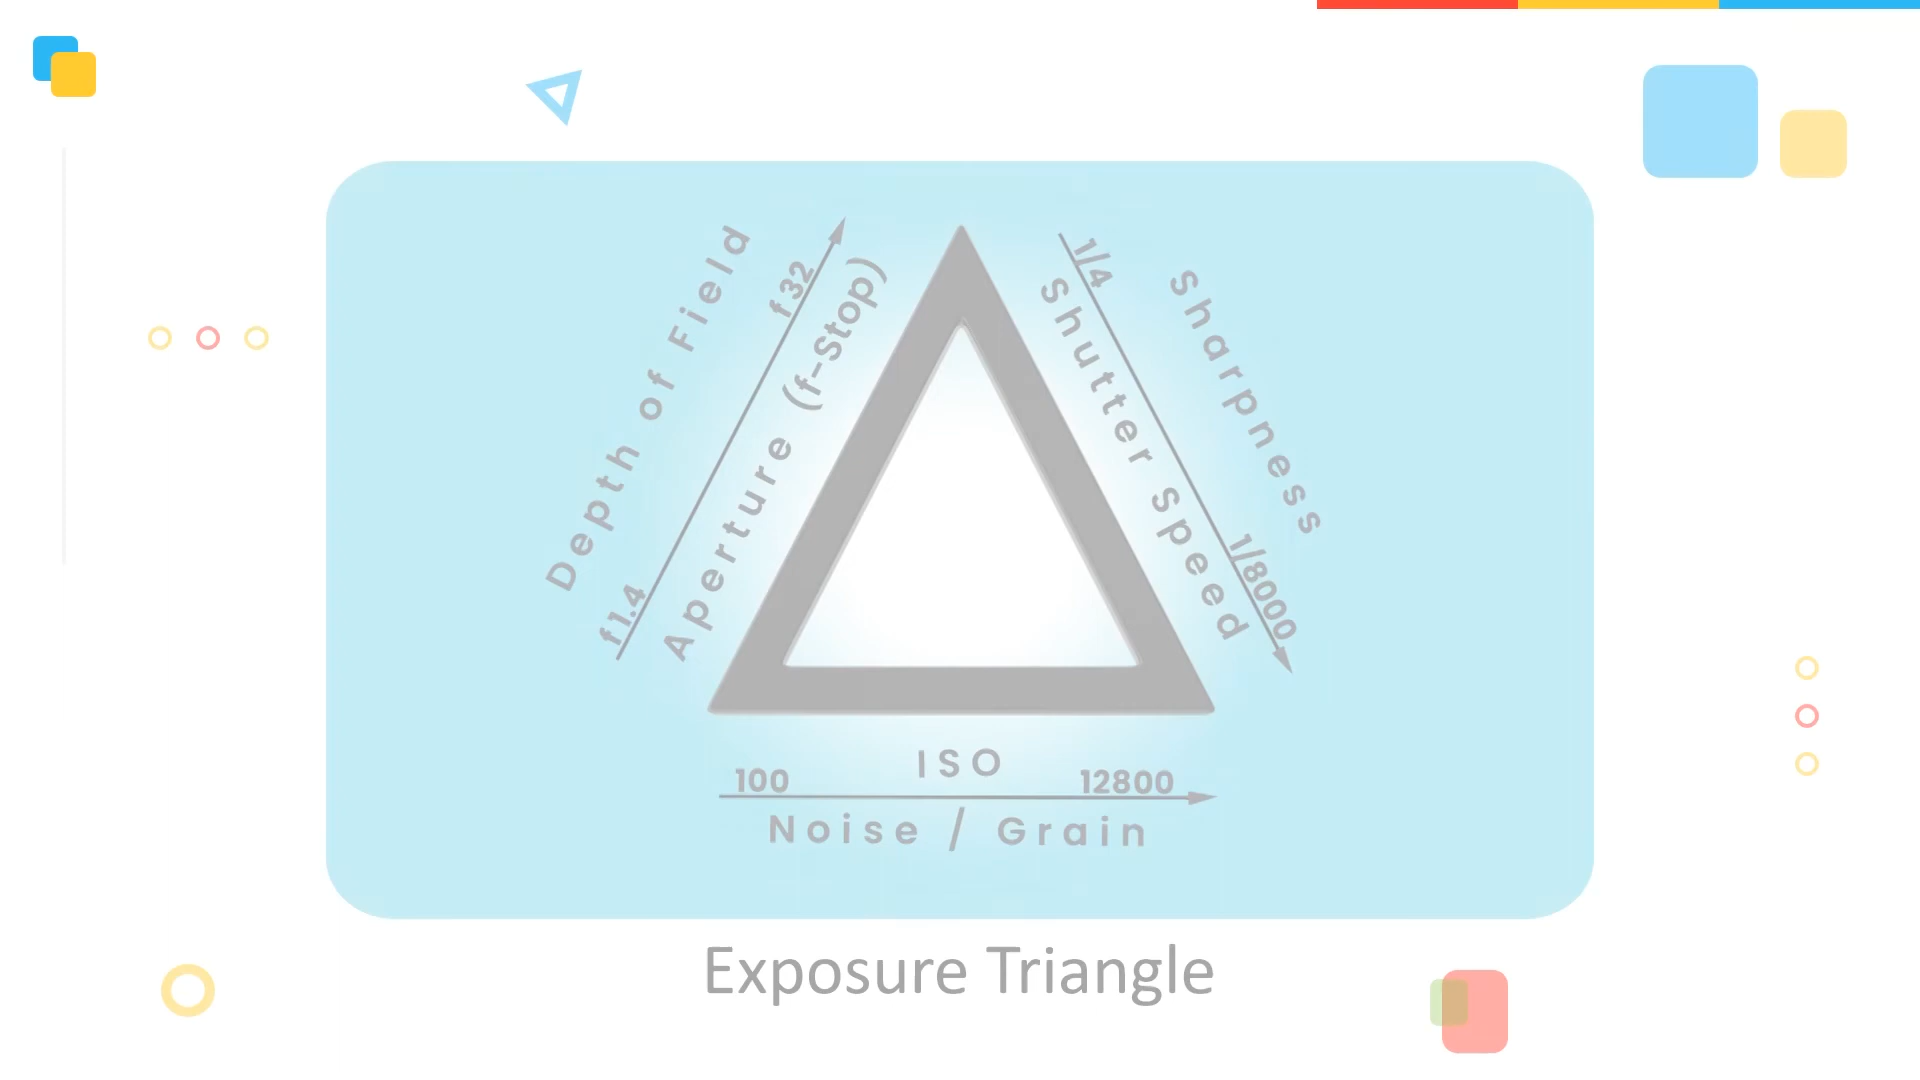 Depth of Field
f1.4
f32
Aperture (f-Stop)
1/4
1/8000
Shutter Speed
Sharpness
ISO
100
12800
Noise / Grain
Exposure Triangle